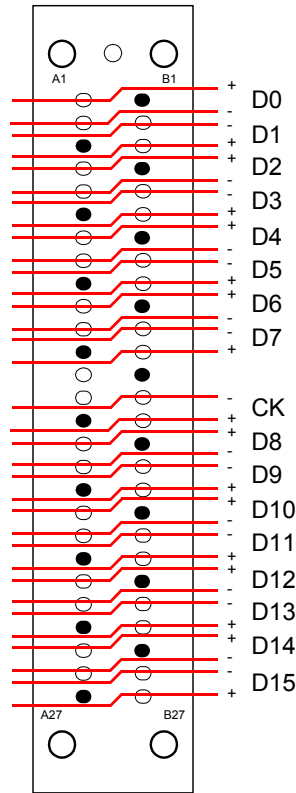 A1 B1
+
D0
-
-
D1
+
+
D2
-
-
D3
+
+
D4
-
-
D5
+
+
D6
-
-
D7
+
-
CK
+
+
D8
-
-
D9
+
+
D10
-
-
D11
+
+
D12
-
-
D13
+
+
D14
-
-
D15
+
A27 B27